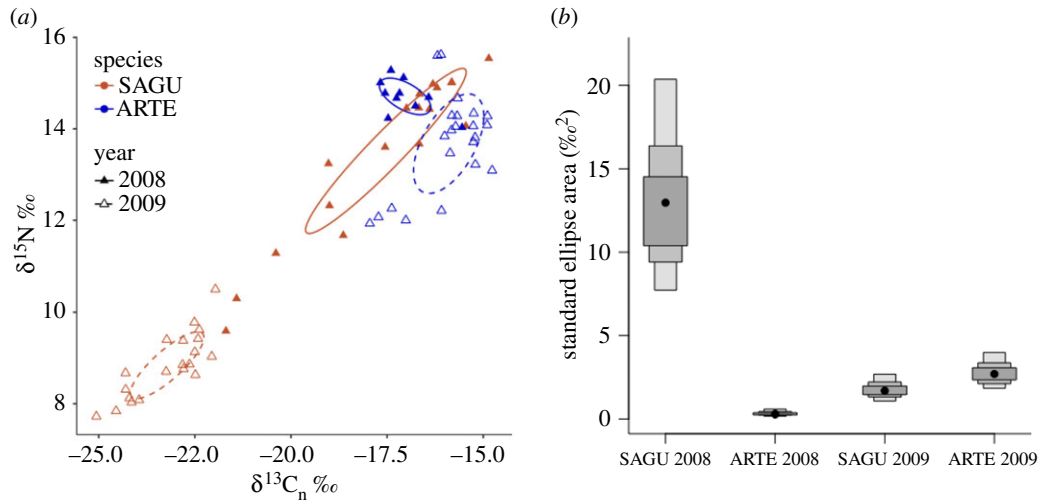 (a)
16
14
12
10
8
δ¹⁵N ‰
species
SAGU
ARTE
year
2008
2009
−25.0 −22.5 −20.0 −17.5 −15.0
δ¹³Cₙ ‰
(b)
20
15
10
5
0
standard ellipse area (‰²)
SAGU 2008 ARTE 2008 SAGU 2009 ARTE 2009